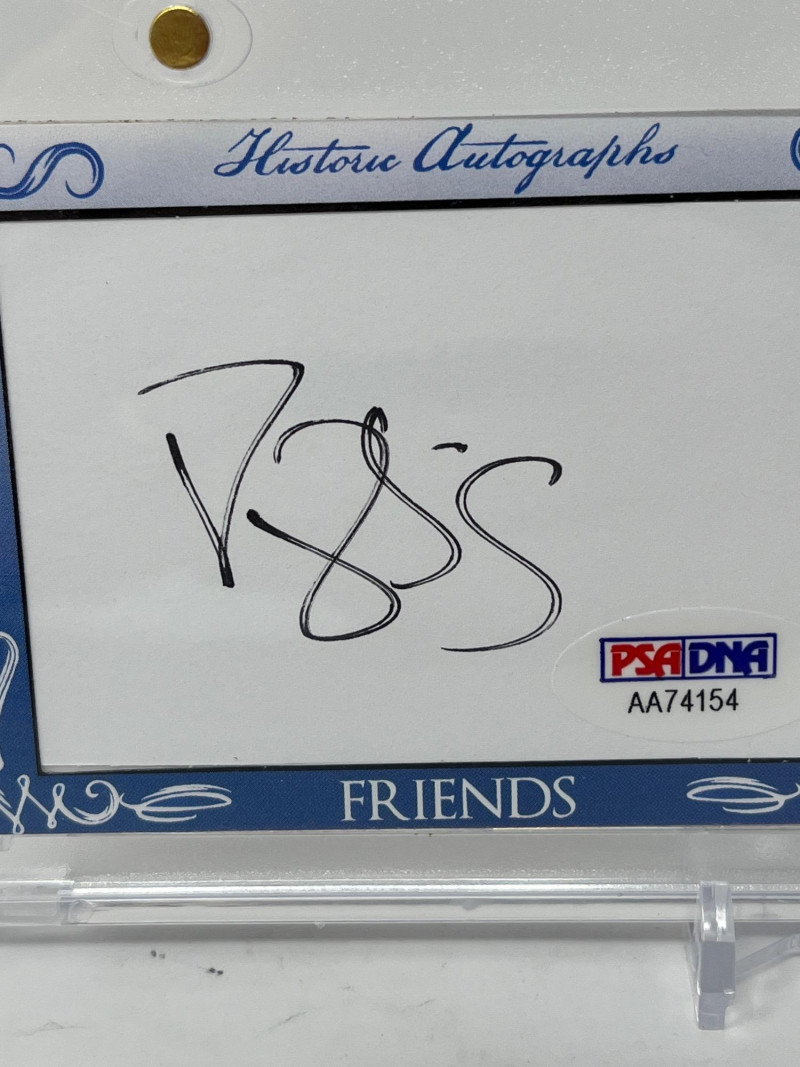 Historic Autographs
PSA DNA
AA74154
FRIENDS